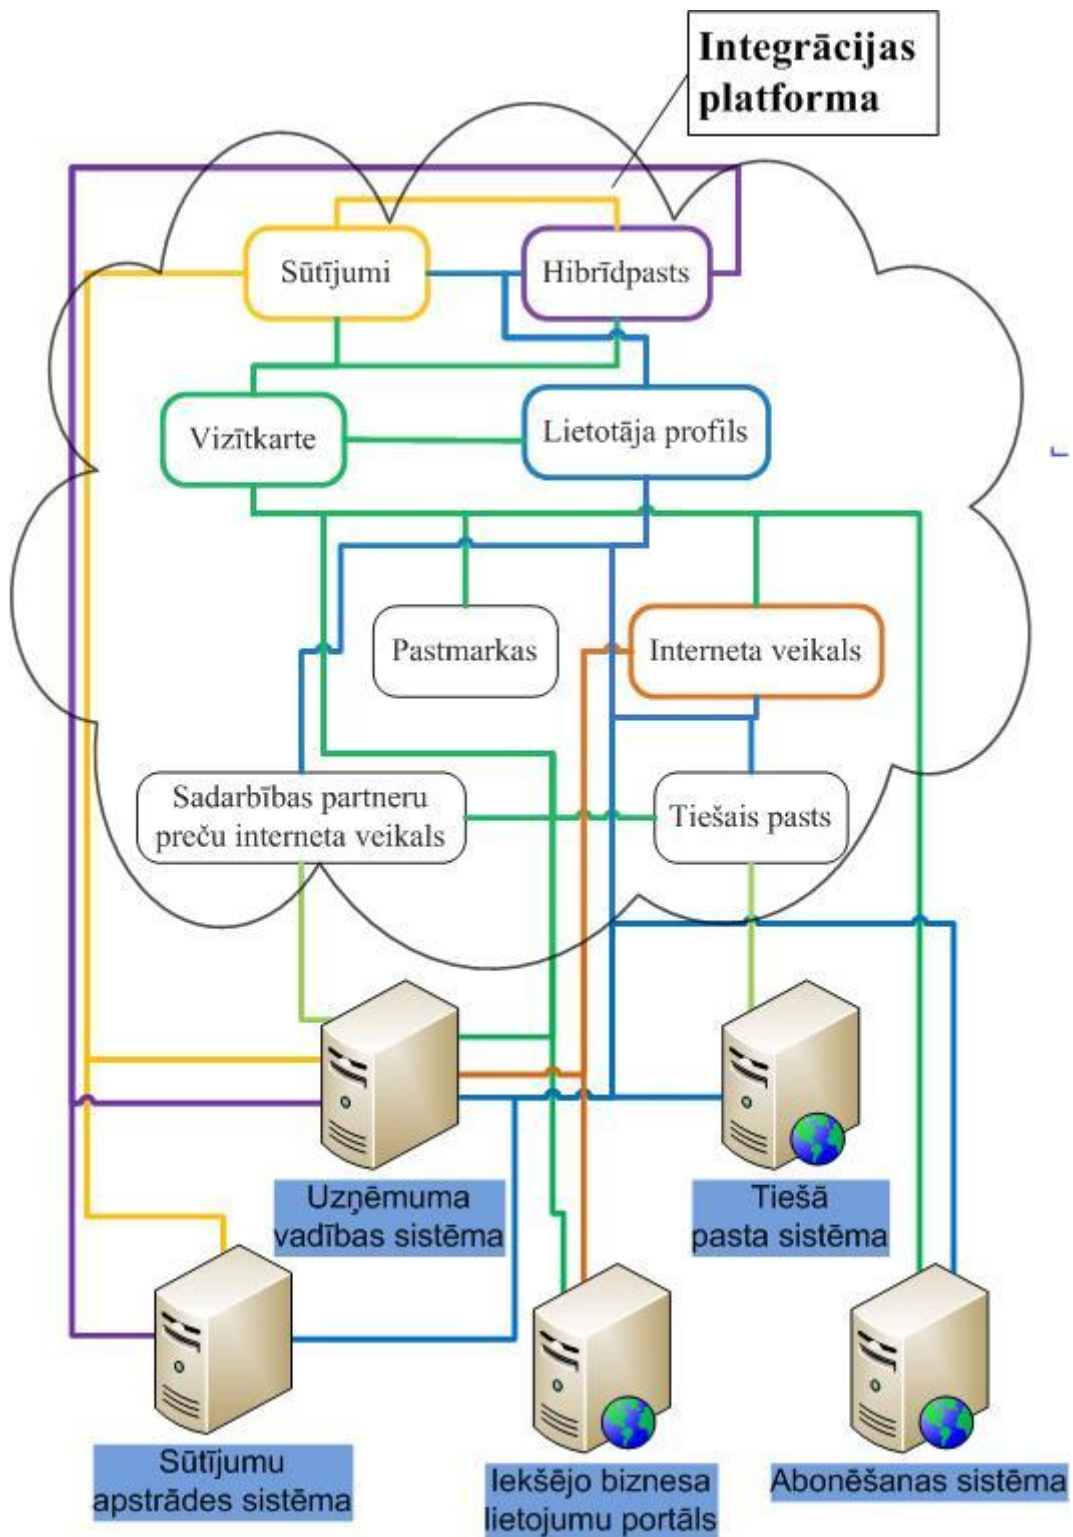 Integrācijas
platforma
Sūtījumi
Hibrīdpasts
Vizītkarte
Lietotāja profils
Pastmarkas
Interneta veikals
Sadarbības partneru
preču interneta veikals
Tiešais pasts
Uzņēmuma
vadības sistēma
Tiešā
pasta sistēma
Sūtījumu
apstrādes sistēma
Iekšējo biznesa
lietojumu portāls
Abonēšanas sistēma